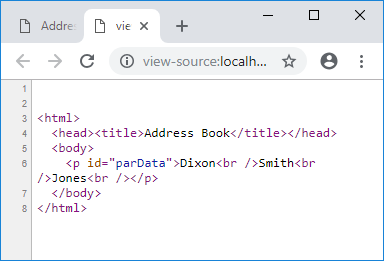 Addres
vie
view-source:localh...
1
2
3 <html>
4 <head><title>Address Book</title></head>
5 <body>
6 <p id="parData">Dixon<br />Smith<br
/>Jones<br /></p>
7 </body>
8 </html>